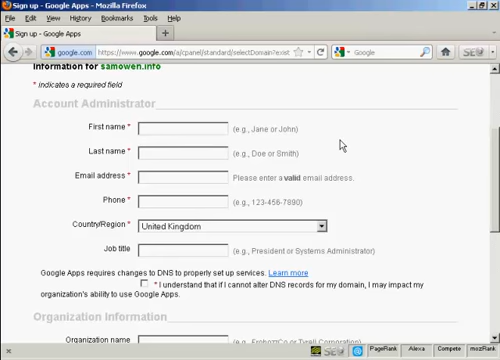 Sign up - Google Apps - Mozilla Firefox
File Edit View History Bookmarks Tools Help
Sign up - Google Apps
google.com https://www.google.com/a/cpanel/standard/selectDomain?exist Google
Information for samowen.info
* indicates a required field
Account Administrator
First name * (e.g., Jane or John)
Last name * (e.g., Doe or Smith)
Email address * Please enter a valid email address.
Phone * (e.g., 123-456-7890)
Country/Region * United Kingdom
Job title (e.g., President or Systems Administrator)
Google Apps requires changes to DNS to properly set up services. Learn more
* I understand that if I cannot alter DNS records for my domain, I may impact my
organization's ability to use Google Apps.
Organization Information
Organization name (e.g., FrobozzCo or Tyrell Corporation)
PageRank Alexa Compete mozRank